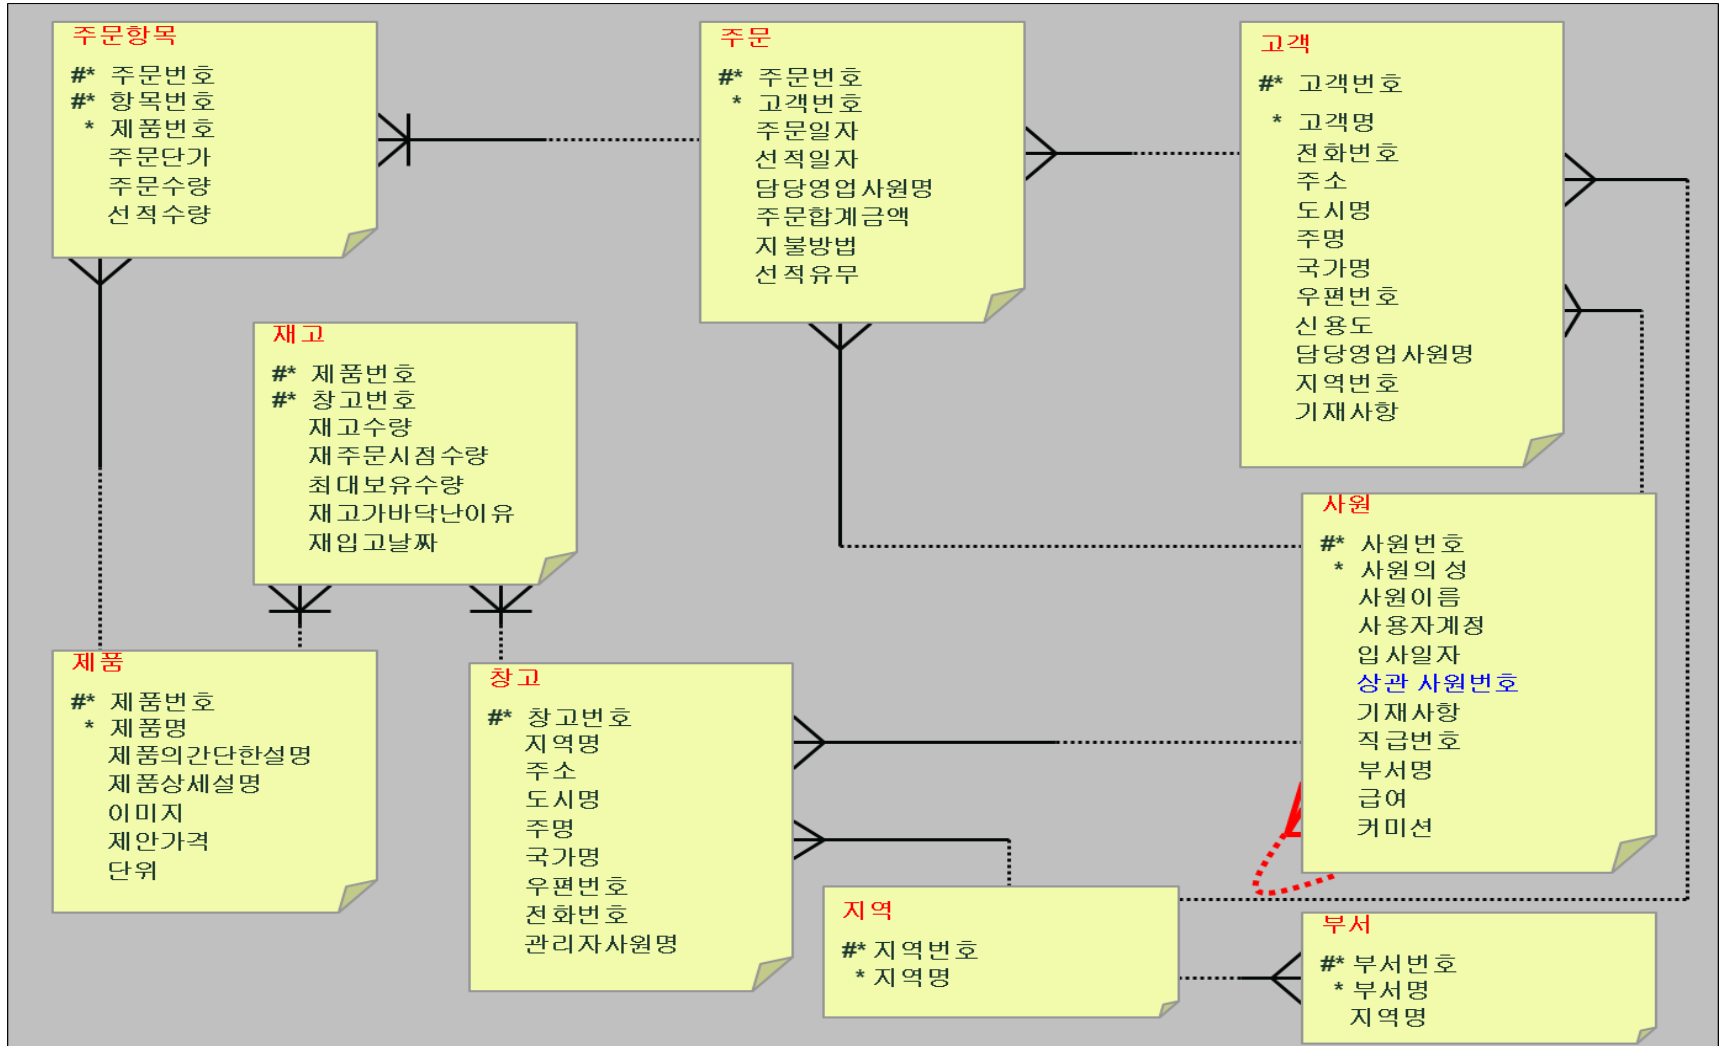 주문항목
#* 주문번호
#* 항목번호
* 제품번호
주문단가
주문수량
선적수량
주문
#* 주문번호
* 고객번호
주문일자
선적일자
담당영업사원명
주문합계금액
지불방법
선적유무
고객
#* 고객번호
* 고객명
전화번호
주소
도시명
주명
국가명
우편번호
신용도
담당영업사원명
지역번호
기재사항
재고
#* 제품번호
#* 창고번호
재고수량
재주문시점수량
최대보유수량
재고가바닥난이유
재입고날짜
사원
#* 사원번호
* 사원의성
사원이름
사용자계정
입사일자
상관 사원번호
기재사항
직급번호
부서명
급여
커미션
제품
#* 제품번호
* 제품명
제품의간단한설명
제품상세설명
이미지
제안가격
단위
창고
#* 창고번호
지역명
주소
도시명
주명
국가명
우편번호
전화번호
관리자사원명
지역
#* 지역번호
* 지역명
부서
#* 부서번호
* 부서명
지역명